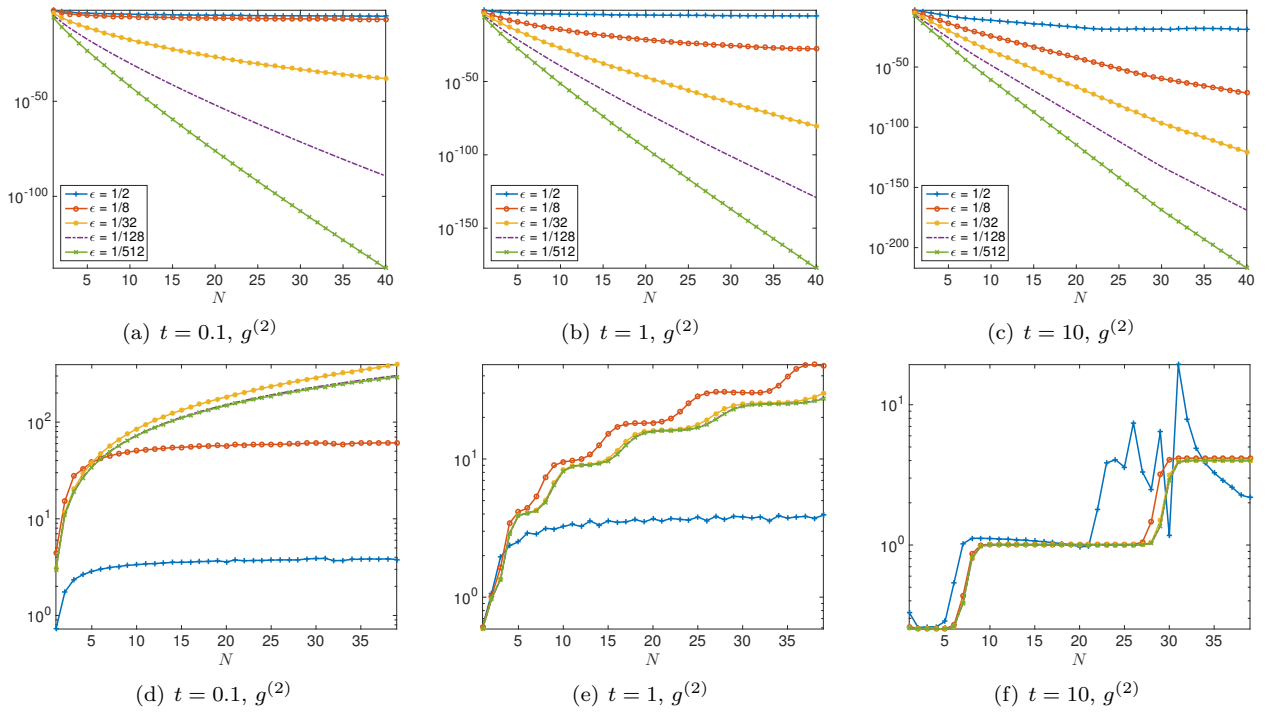 10^{-50}
10^{-100}
ϵ = 1/2
ϵ = 1/8
ϵ = 1/32
ϵ = 1/128
ϵ = 1/512
5 10 15 20 25 30 35 40
N
(a) t = 0.1, g^{(2)}
10^{-50}
10^{-100}
10^{-150}
ϵ = 1/2
ϵ = 1/8
ϵ = 1/32
ϵ = 1/128
ϵ = 1/512
5 10 15 20 25 30 35 40
N
(b) t = 1, g^{(2)}
10^{-50}
10^{-100}
10^{-150}
10^{-200}
ϵ = 1/2
ϵ = 1/8
ϵ = 1/32
ϵ = 1/128
ϵ = 1/512
5 10 15 20 25 30 35 40
N
(c) t = 10, g^{(2)}
10^2
10^1
10^0
5 10 15 20 25 30 35
N
(d) t = 0.1, g^{(2)}
10^1
10^0
5 10 15 20 25 30 35
N
(e) t = 1, g^{(2)}
10^1
10^0
5 10 15 20 25 30 35
N
(f) t = 10, g^{(2)}